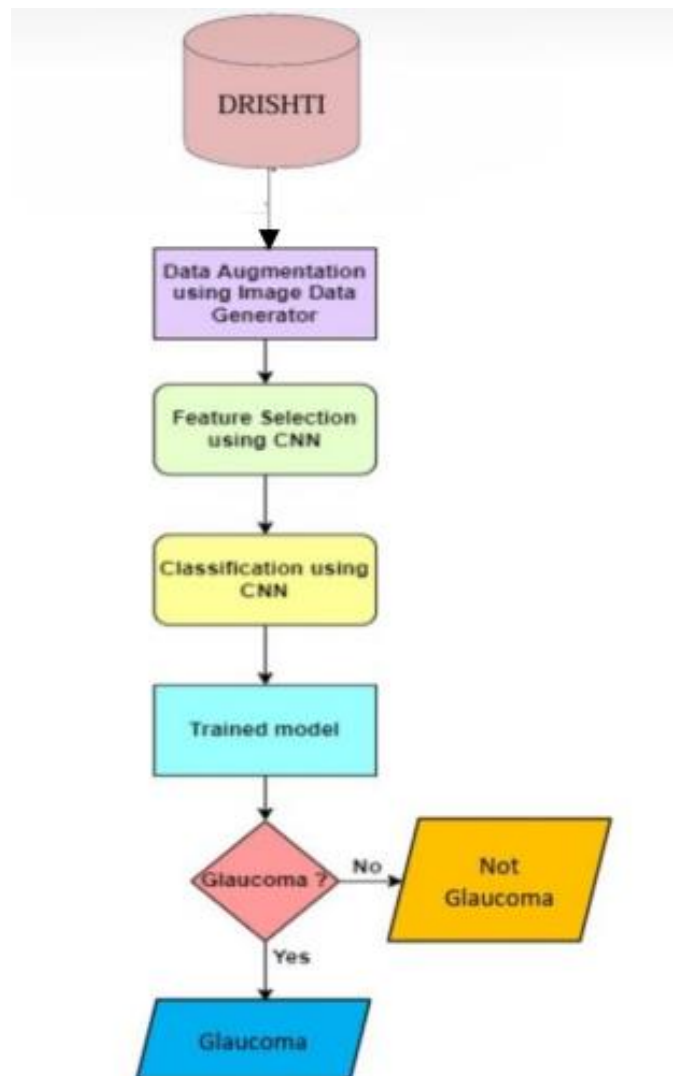 DRISHTI
Data Augmentation
using Image Data
Generator
Feature Selection
using CNN
Classification using
CNN
Trained model
Glaucoma ?
No
Not
Glaucoma
Yes
Glaucoma